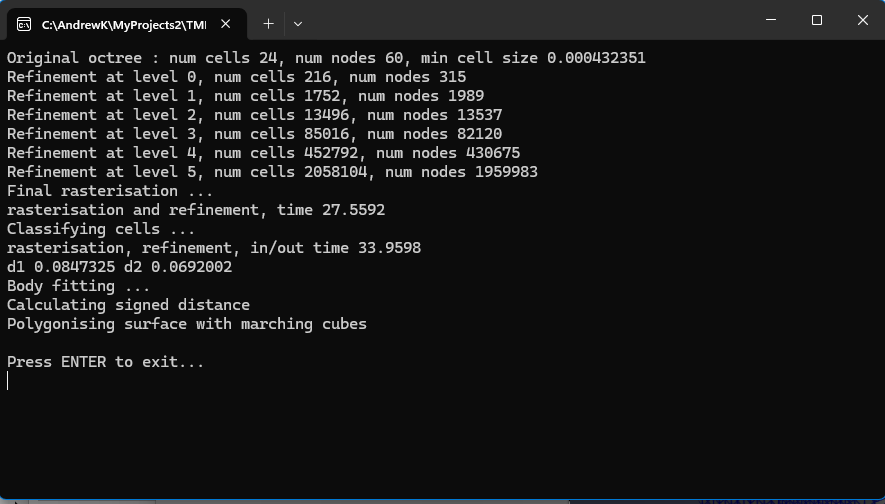 C:\AndrewK\MyProjects2\TMI
Original octree : num cells 24, num nodes 60, min cell size 0.000432351
Refinement at level 0, num cells 216, num nodes 315
Refinement at level 1, num cells 1752, num nodes 1989
Refinement at level 2, num cells 13496, num nodes 13537
Refinement at level 3, num cells 85016, num nodes 82120
Refinement at level 4, num cells 452792, num nodes 430675
Refinement at level 5, num cells 2058104, num nodes 1959983
Final rasterisation ...
rasterisation and refinement, time 27.5592
Classifying cells ...
rasterisation, refinement, in/out time 33.9598
d1 0.0847325 d2 0.0692002
Body fitting ...
Calculating signed distance
Polygonising surface with marching cubes
Press ENTER to exit...